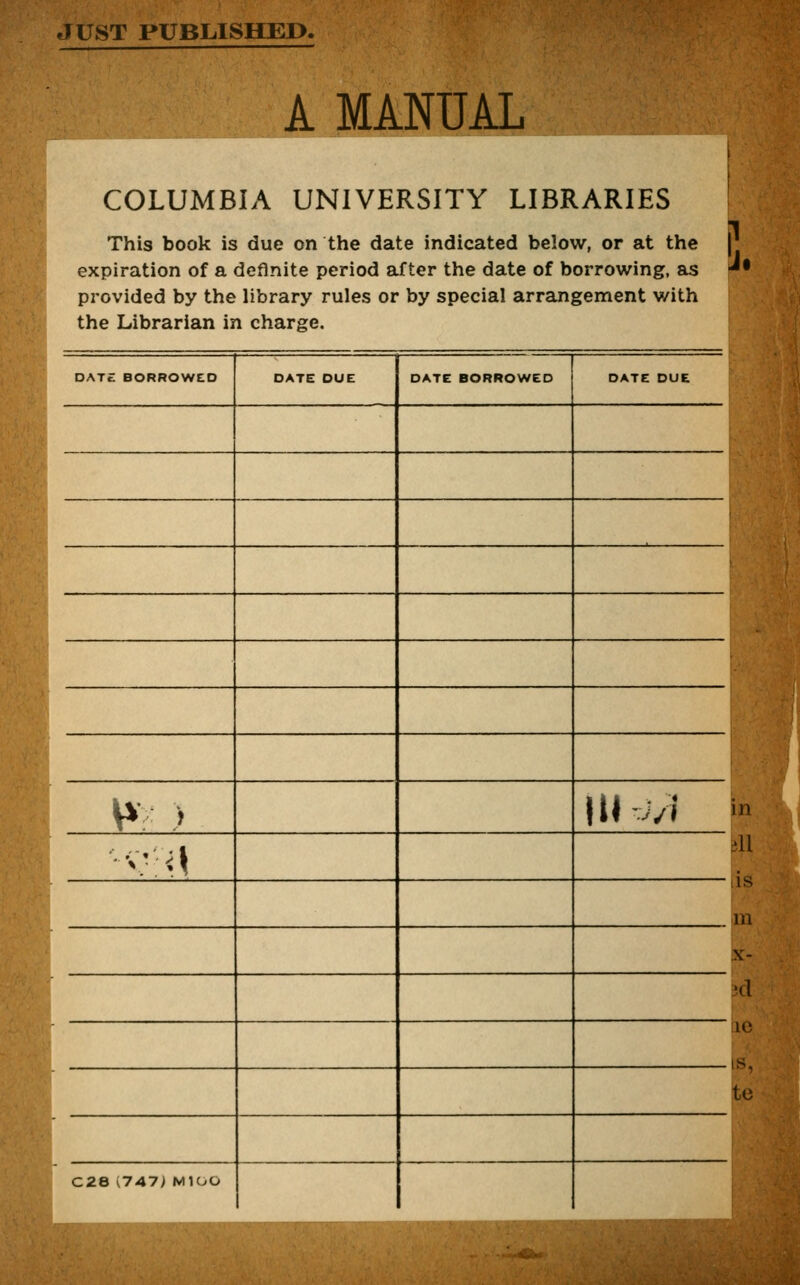 JUST PUBLISHED.
A MANUAL
COLUMBIA UNIVERSITY LIBRARIES
This book is due on the date indicated below, or at the
expiration of a definite period after the date of borrowing, as
provided by the library rules or by special arrangement with
the Librarian in charge.
DATE BORROWED DATE DUE DATE BORROWED DATE DUE
in
is
m
x-
is,
te
C28 (747) M100